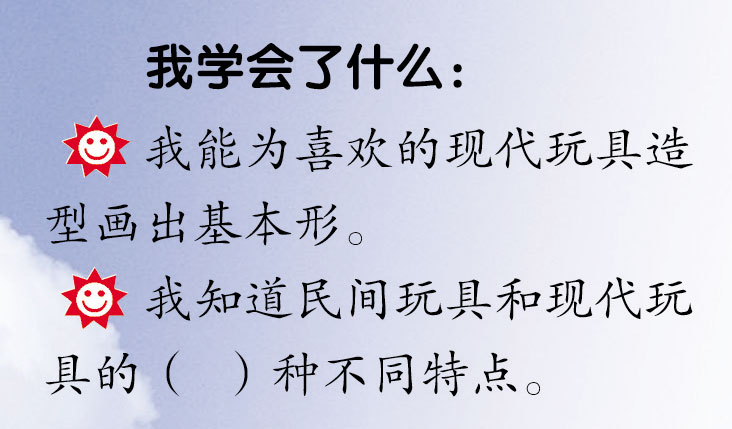 我学会了什么：
我能为喜欢的现代玩具造
型画出基本形。
我知道民间玩具和现代玩
具的（　）种不同特点。